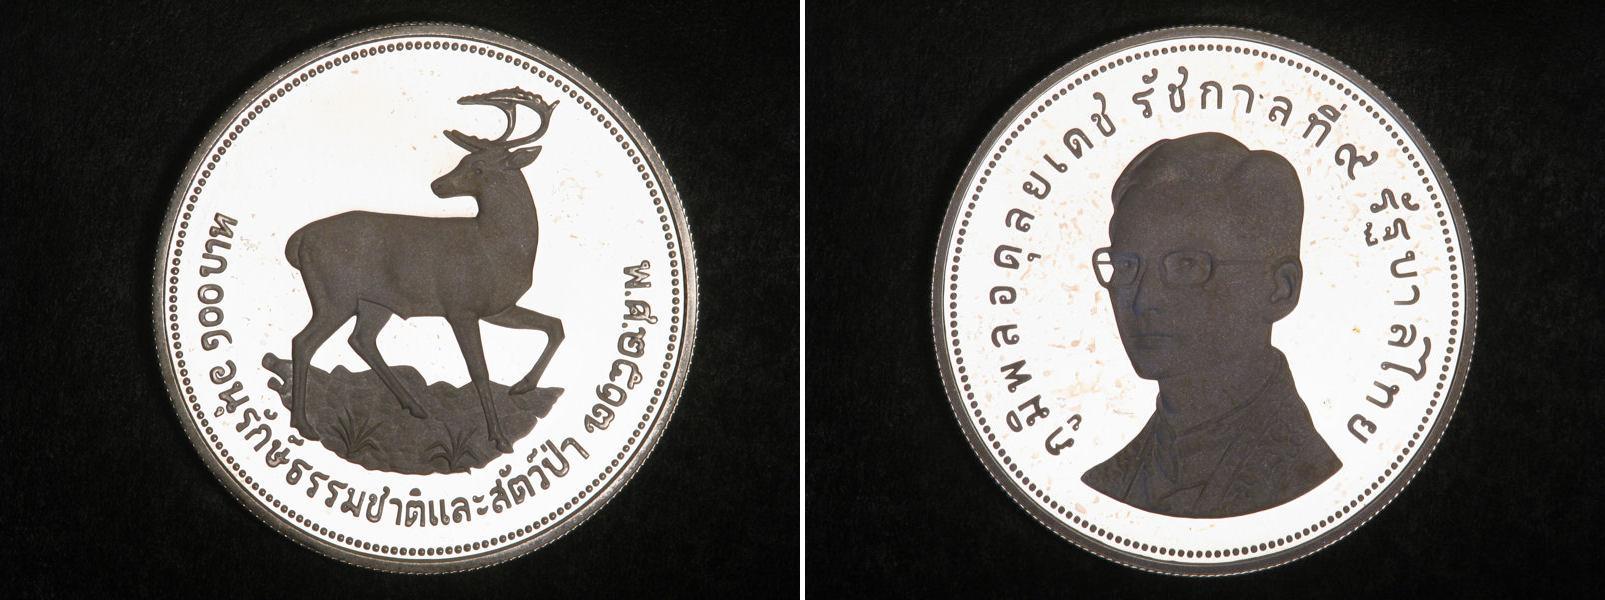 ๑๐๐ บาท
อนุรักษ์ธรรมชาติและสัตว์ป่า
พ.ศ. ๒๕๑๗
ภูมิพลอดุลยเดช รัชกาลที่ ๙ รัฐบาลไทย